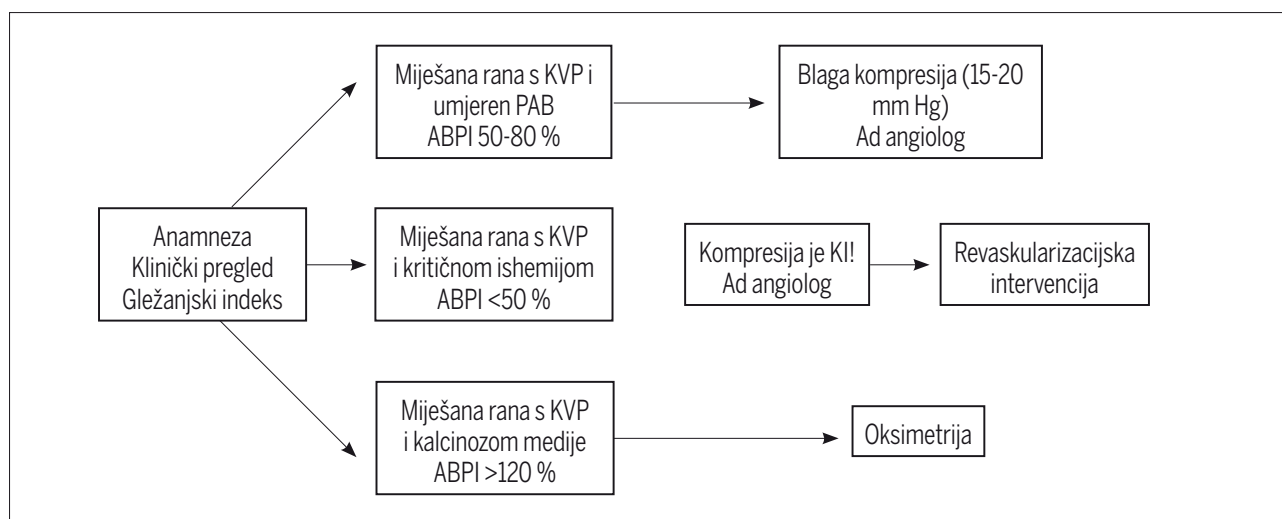 Miješana rana s KVP i
umjeren PAB
ABPI 50-80 %
Blaga kompresija (15-20
mm Hg)
Ad angiolog
Anamneza
Klinički pregled
Gležanjski indeks
Miješana rana s KVP
i kritičnom ishemijom
ABPI <50 %
Kompresija je KI!
Ad angiolog
Revaskularizacijska
intervencija
Miješana rana s KVP
i kalcinozom medije
ABPI >120 %
Oksimetrija